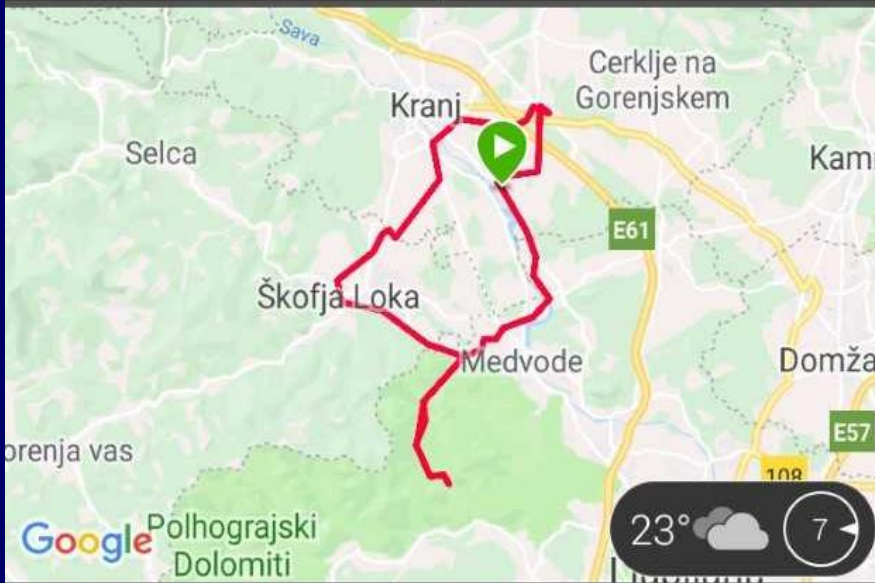 Sava
Cerklje na
Gorenjskem
Kranj
Selca
Kam
E61
Škofja Loka
Medvode
Domža
E57
orenja vas
108
Google
Polhograjski
Dolomiti
23°
7